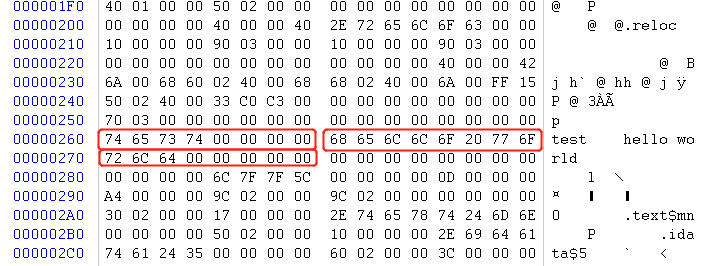 000001F0 40 01 00 00 50 02 00 00 00 00 00 00 00 00 00 00 @ P
00000200 00 00 00 00 40 00 00 40 2E 72 65 6C 6F 63 00 00 @ @.reloc
00000210 10 00 00 00 90 03 00 00 10 00 00 00 90 03 00 00
00000220 00 00 00 00 00 00 00 00 00 00 00 00 40 00 00 42 @ B
00000230 6A 00 68 60 02 40 00 68 68 02 40 00 6A 00 FF 15 j h` @ hh @ j ÿ
00000240 50 02 40 00 33 C0 C3 00 00 00 00 00 00 00 00 00 P @ 3ÀÃ
00000250 70 03 00 00 00 00 00 00 00 00 00 00 00 00 00 00 p
00000260 74 65 73 74 00 00 00 00 68 65 6C 6C 6F 20 77 6F test hello wo
00000270 72 6C 64 00 00 00 00 00 00 00 00 00 00 00 00 00 rld
00000280 00 00 00 00 6C 7F 7F 5C 00 00 00 00 0D 00 00 00 l \
00000290 A4 00 00 00 9C 02 00 00 9C 02 00 00 00 00 00 00 ¤
000002A0 30 02 00 00 17 00 00 00 2E 74 65 78 74 24 6D 6E 0 .text$mn
000002B0 00 00 00 00 50 02 00 00 10 00 00 00 2E 69 64 61 P .ida
000002C0 74 61 24 35 00 00 00 00 60 02 00 00 3C 00 00 00 ta$5 ` <